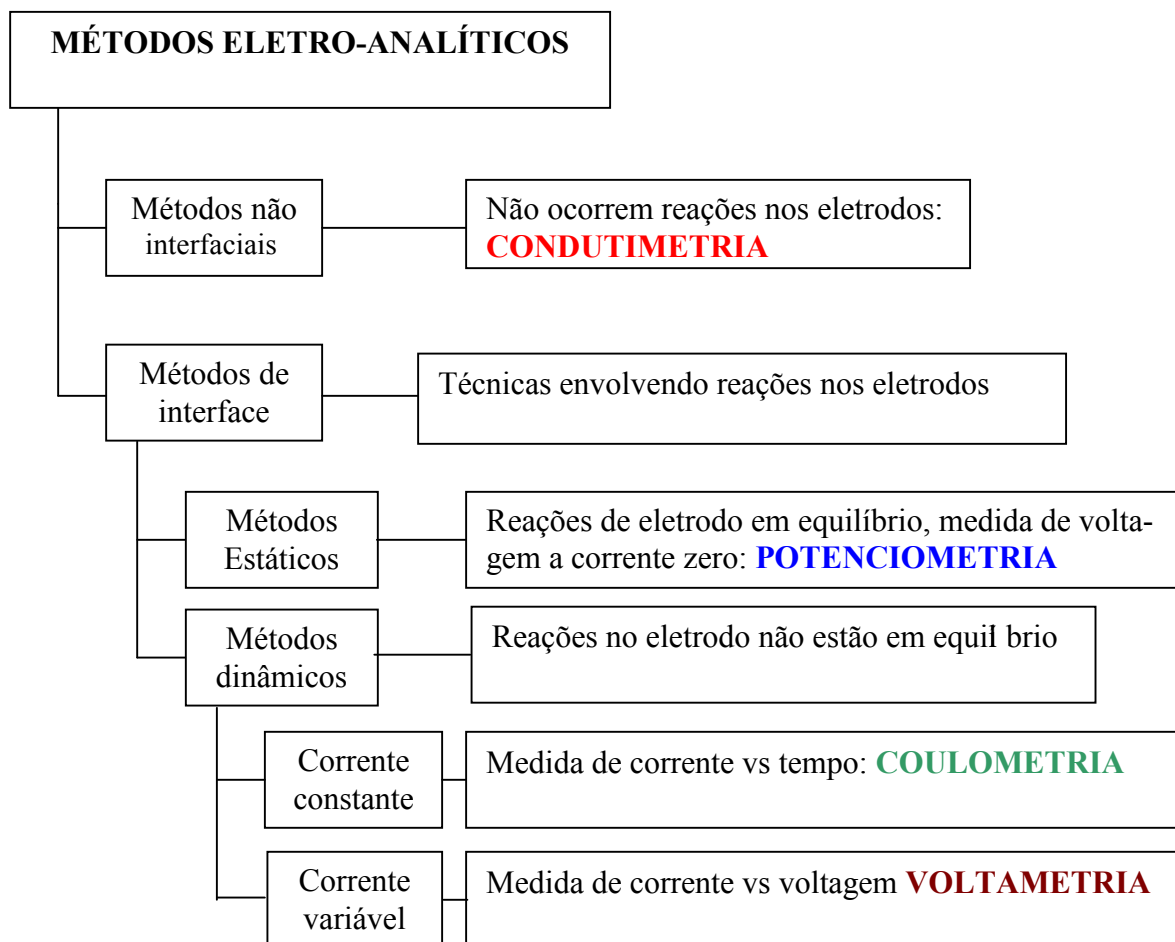 MÉTODOS ELETRO-ANALÍTICOS
Métodos não
interfaciais
Não ocorrem reações nos eletrodos:
CONDUTIMETRIA
Métodos de
interface
Técnicas envolvendo reações nos eletrodos
Métodos
Estáticos
Reações de eletrodo em equilíbrio, medida de volta-
gem a corrente zero: POTENCIOMETRIA
Métodos
dinâmicos
Reações no eletrodo não estão em equil brio
Corrente
constante
Medida de corrente vs tempo: COULOMETRIA
Corrente
variável
Medida de corrente vs voltagem VOLTAMETRIA